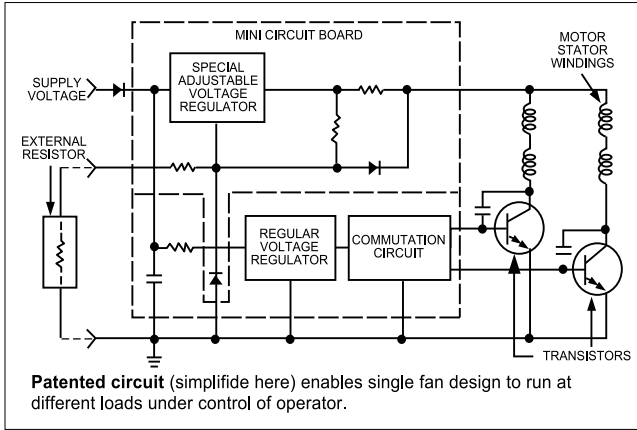 MINI CIRCUIT BOARD
MOTOR
STATOR
WINDINGS
SUPPLY
VOLTAGE
SPECIAL
ADJUSTABLE
VOLTAGE
REGULATOR
EXTERNAL
RESISTOR
REGULAR
VOLTAGE
REGULATOR
COMMUTATION
CIRCUIT
TRANSISTORS
Patented circuit (simplifide here) enables single fan design to run at
different loads under control of operator.